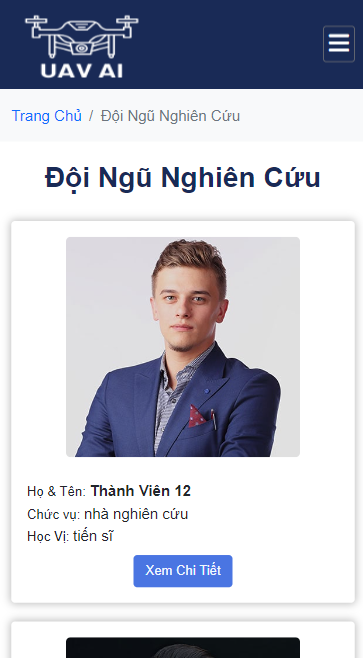 UAV AI
Trang Chủ / Đội Ngũ Nghiên Cứu
Đội Ngũ Nghiên Cứu
Họ & Tên: Thành Viên 12
Chức vụ: nhà nghiên cứu
Học Vị: tiến sĩ
Xem Chi Tiết